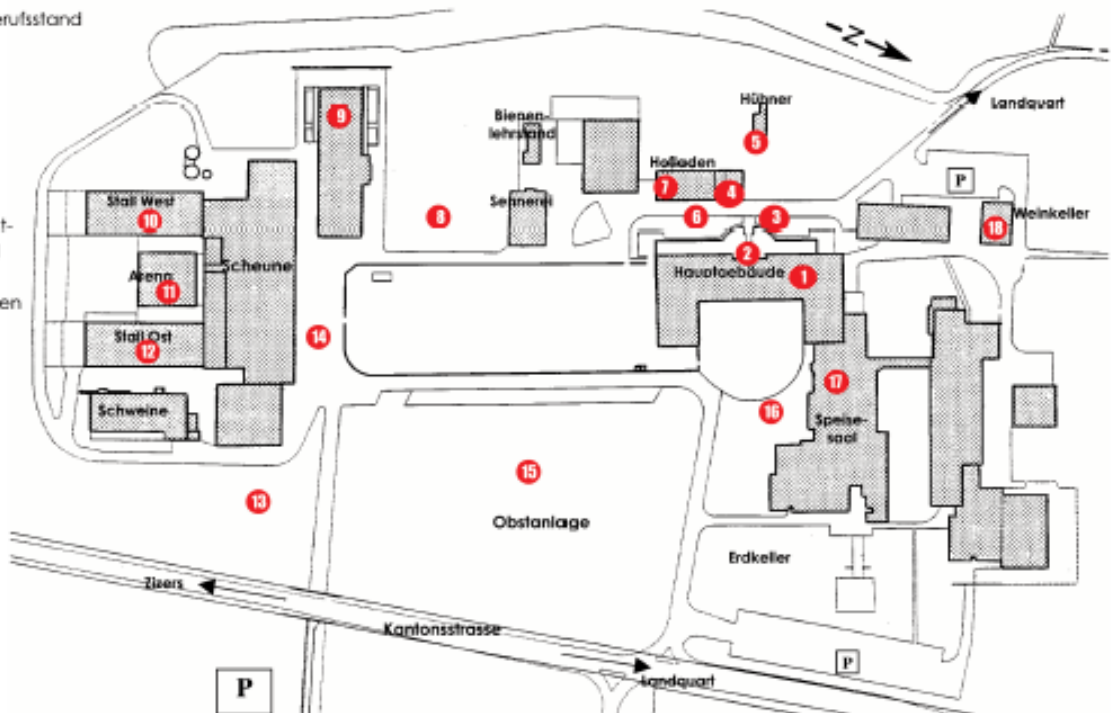 erufsstand
-Z→
Landquart
Hühner
9
Bienen-
lehrstand
5
Hofladen
P
7
4
Stall West
10
Sennerei
8
6
3
Weinkeller
18
t-
2
Scheune
Hauptgebäude
1
Arena
11
en
14
Stall Ost
12
17
Schweine
16
Speise-
saal
15
13
Obstanlage
Erdkeller
Zizers
Kantonsstrasse
P
Landquart
P